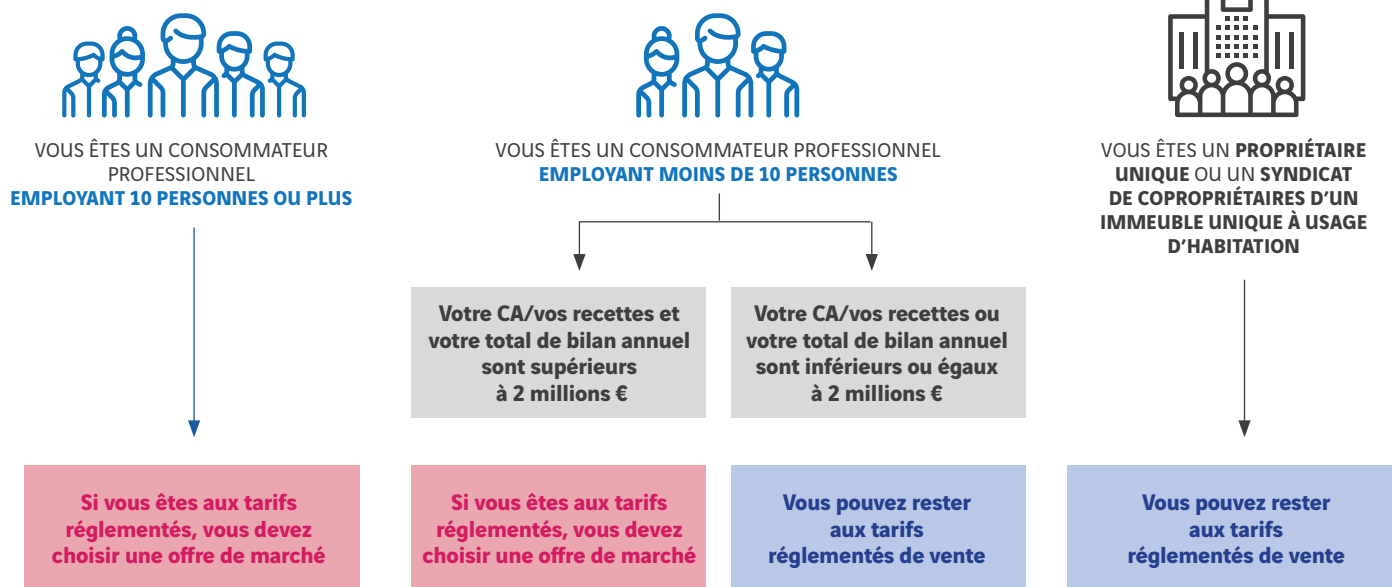 VOUS ÊTES UN CONSOMMATEUR
PROFESSIONNEL
EMPLOYANT 10 PERSONNES OU PLUS
VOUS ÊTES UN CONSOMMATEUR PROFESSIONNEL
EMPLOYANT MOINS DE 10 PERSONNES
VOUS ÊTES UN PROPRIÉTAIRE
UNIQUE OU UN SYNDICAT
DE COPROPRIÉTAIRES D'UN
IMMEUBLE UNIQUE À USAGE
D'HABITATION
Votre CA/vos recettes et
votre total de bilan annuel
sont supérieurs
à 2 millions €
Votre CA/vos recettes ou
votre total de bilan annuel
sont inférieurs ou égaux
à 2 millions €
Si vous êtes aux tarifs
réglementés, vous devez
choisir une offre de marché
Si vous êtes aux tarifs
réglementés, vous devez
choisir une offre de marché
Vous pouvez rester
aux tarifs
réglementés de vente
Vous pouvez rester
aux tarifs
réglementés de vente